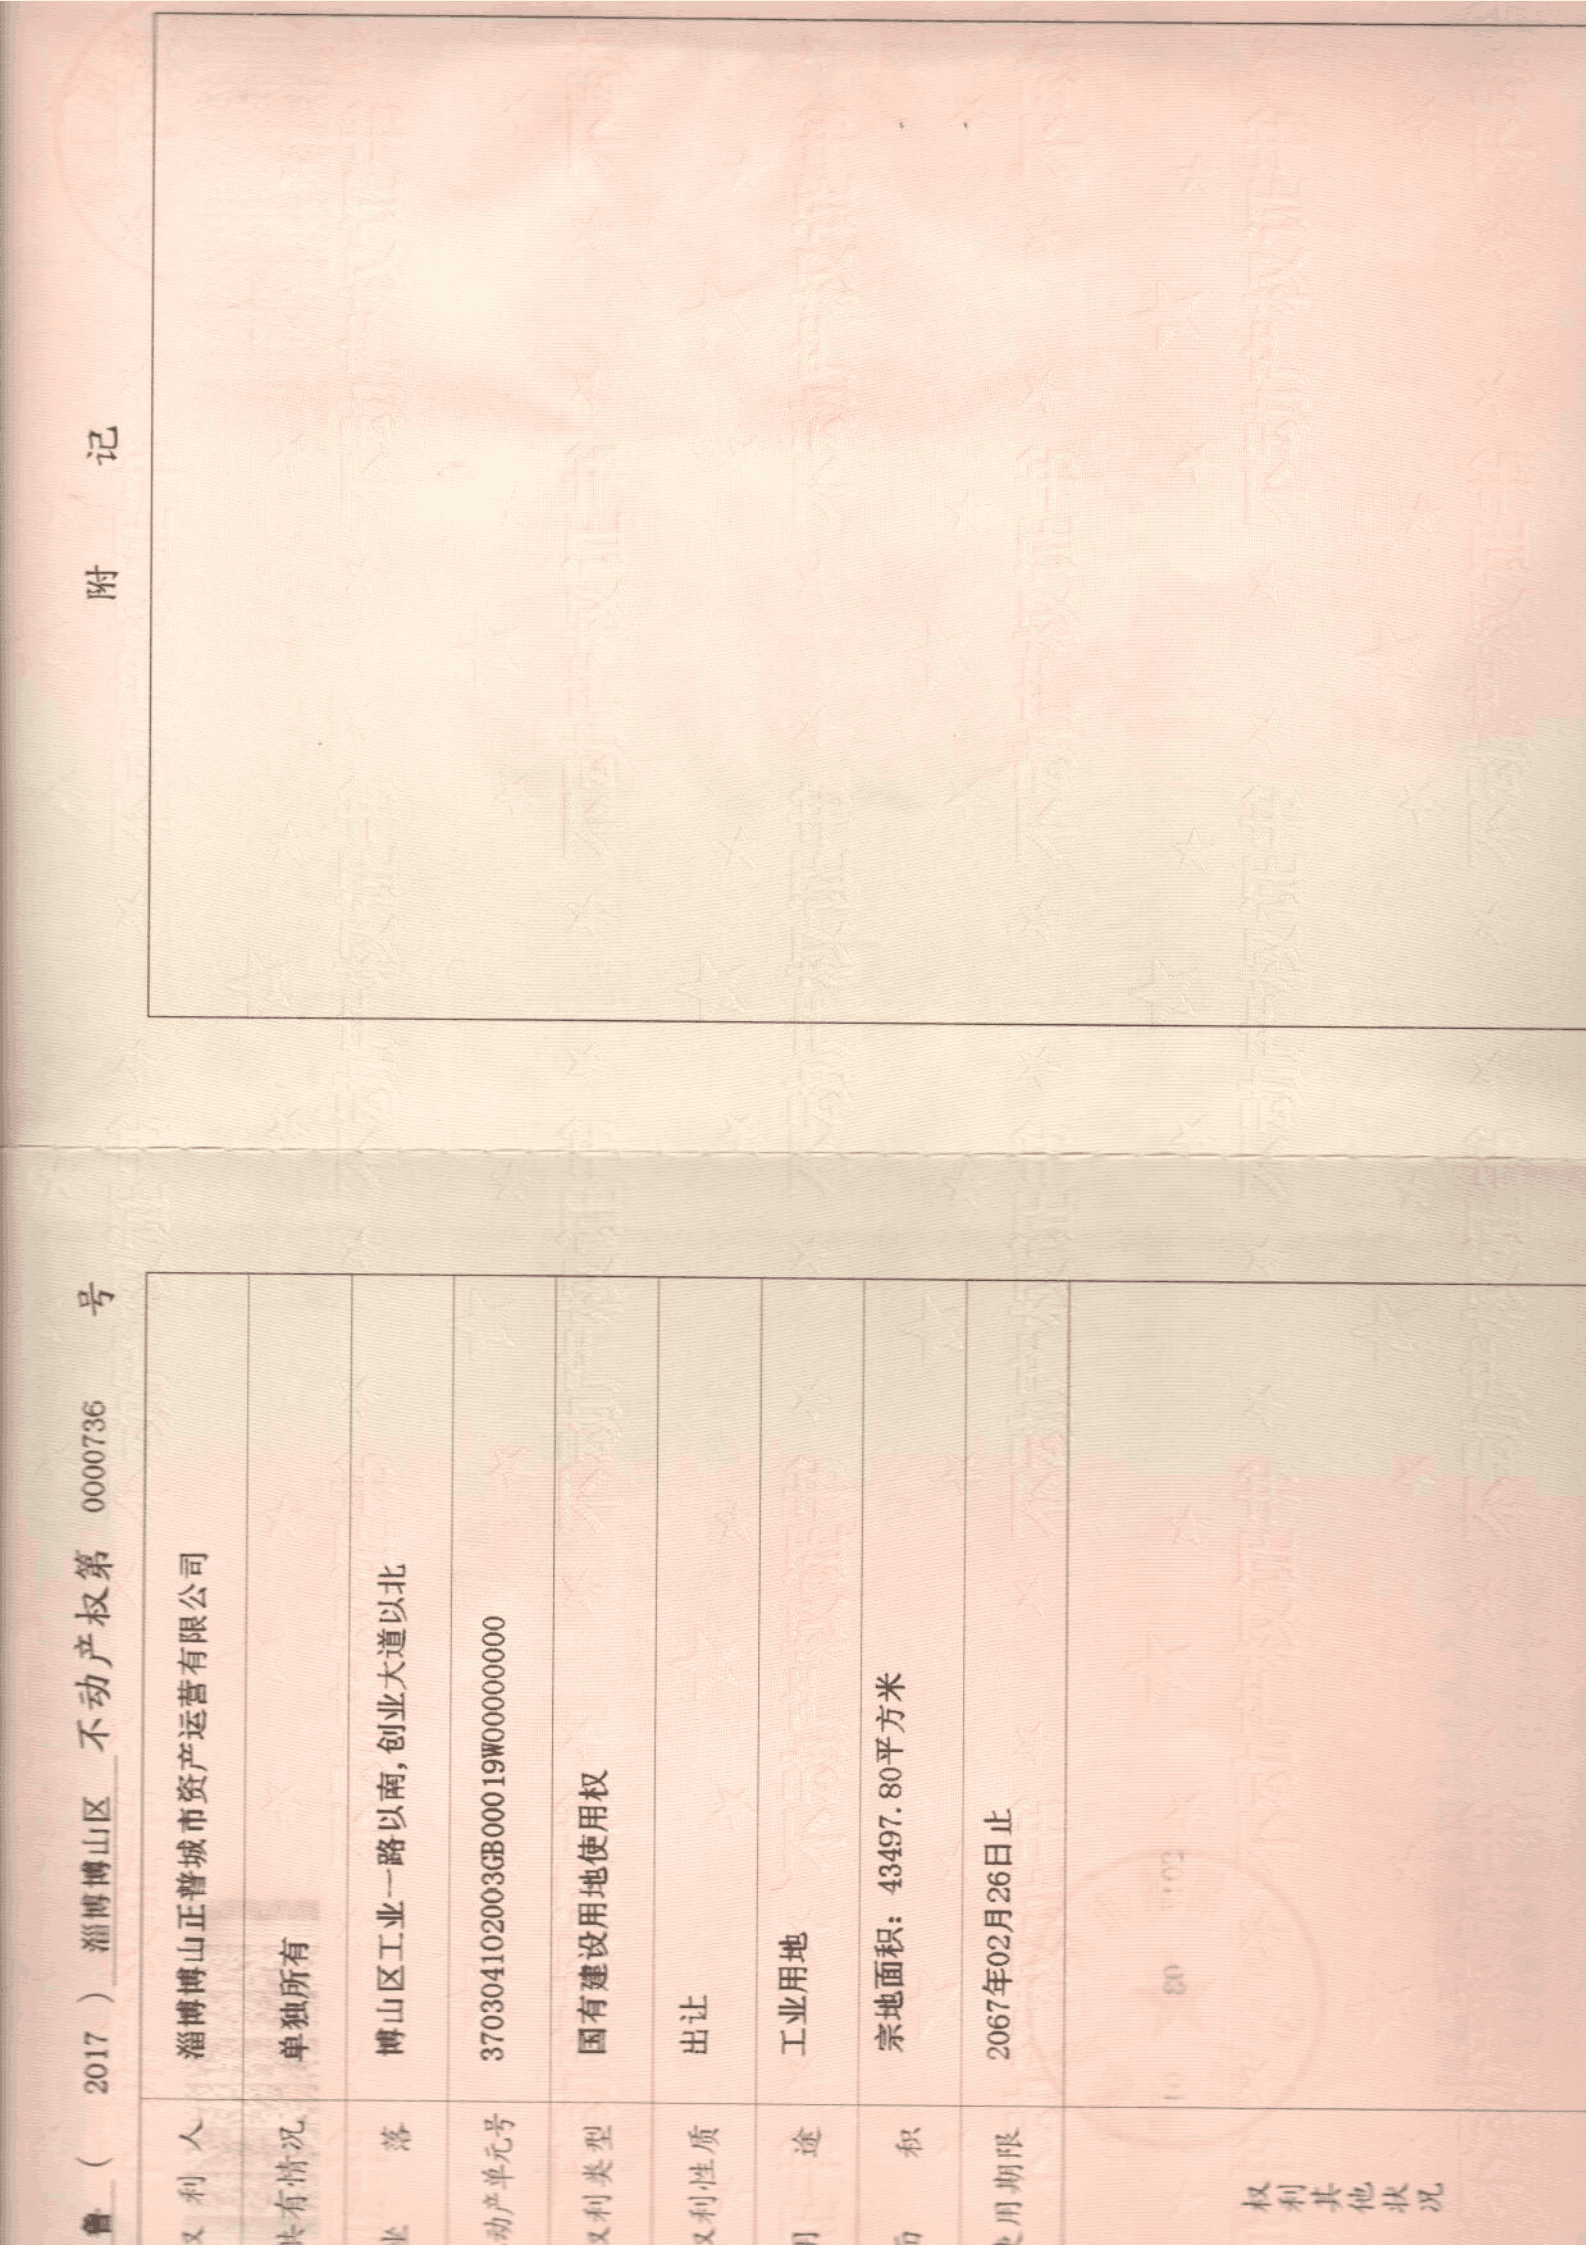 鲁 ( 2017 ) 淄博博山区 不动产权第 0000736 号
权利人 淄博博山正普城市资产运营有限公司
共有情况 单独所有
坐落 博山区工业一路以南,创业大道以北
动产单元号 370304102003GB00019W00000000
权利类型 国有建设用地使用权
权利性质 出让
用途 工业用地
面积 宗地面积: 43497.80平方米
使用期限 2067年02月26日止
权利其他状况
附 记
不动产权证书